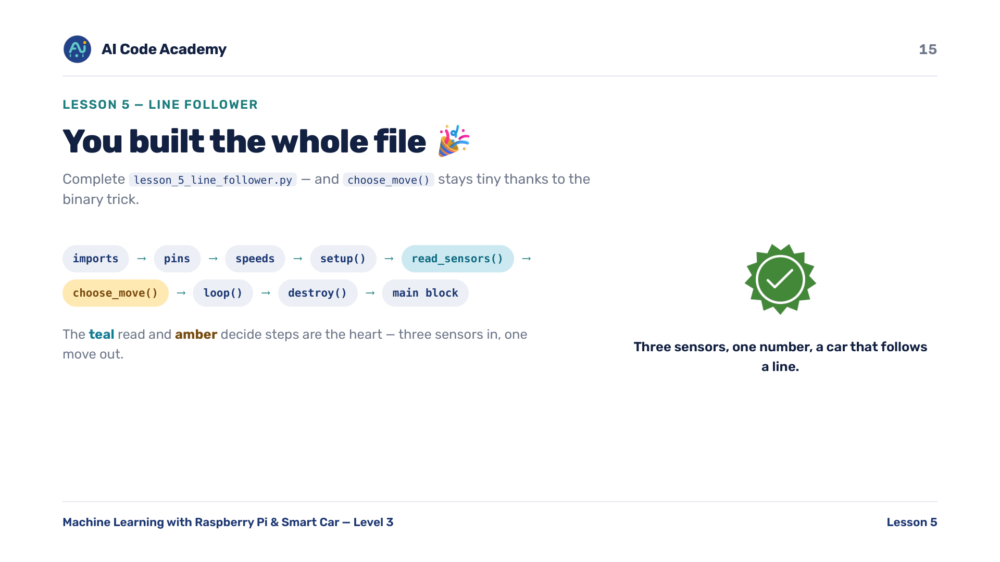 AI Code Academy
15
LESSON 5 — LINE FOLLOWER
You built the whole file 🎉
Complete lesson_5_line_follower.py — and choose_move() stays tiny thanks to the
binary trick.
imports → pins → speeds → setup() → read_sensors() →
choose_move() → loop() → destroy() → main block
The teal read and amber decide steps are the heart — three sensors in, one
move out.
Three sensors, one number, a car that follows
a line.
Machine Learning with Raspberry Pi & Smart Car — Level 3
Lesson 5